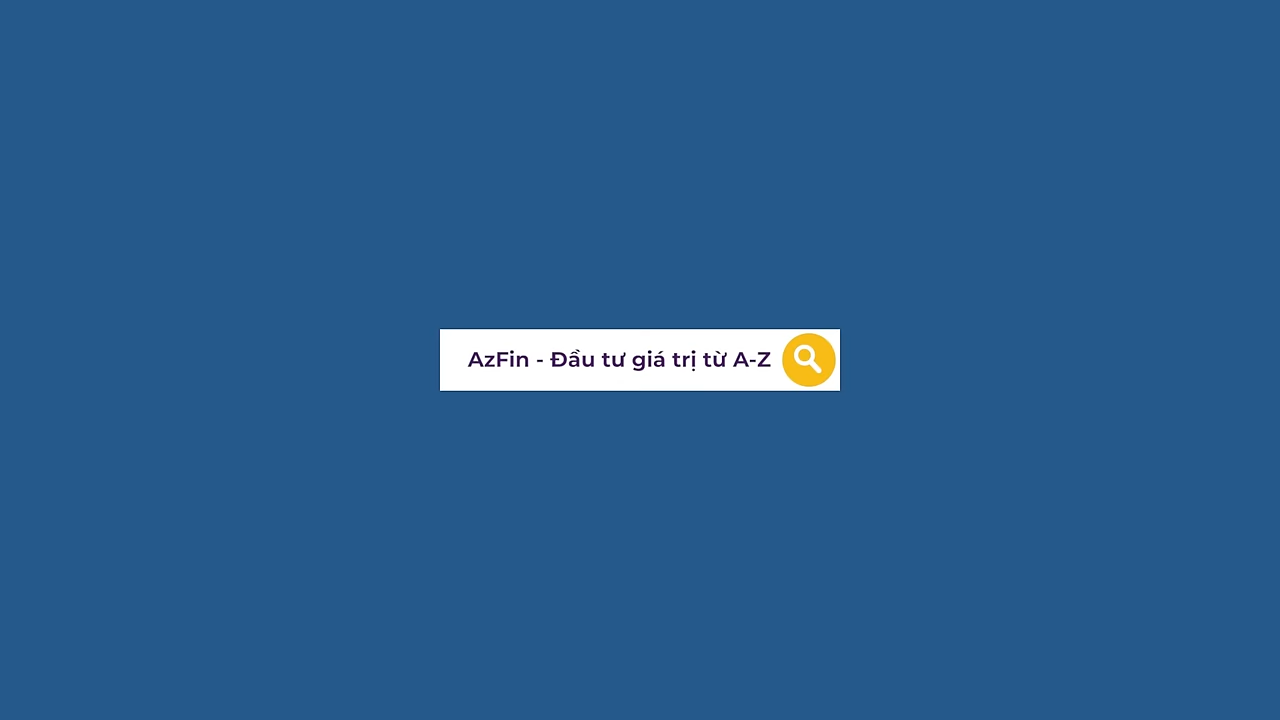 AzFin - Đầu tư giá trị từ A-Z